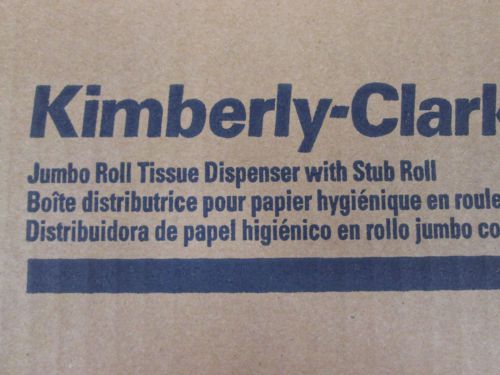 Kimberly-Clark
Jumbo Roll Tissue Dispenser with Stub Roll
Boîte distributrice pour papier hygiénique en roule
Distribuidora de papel higiénico en rollo jumbo co